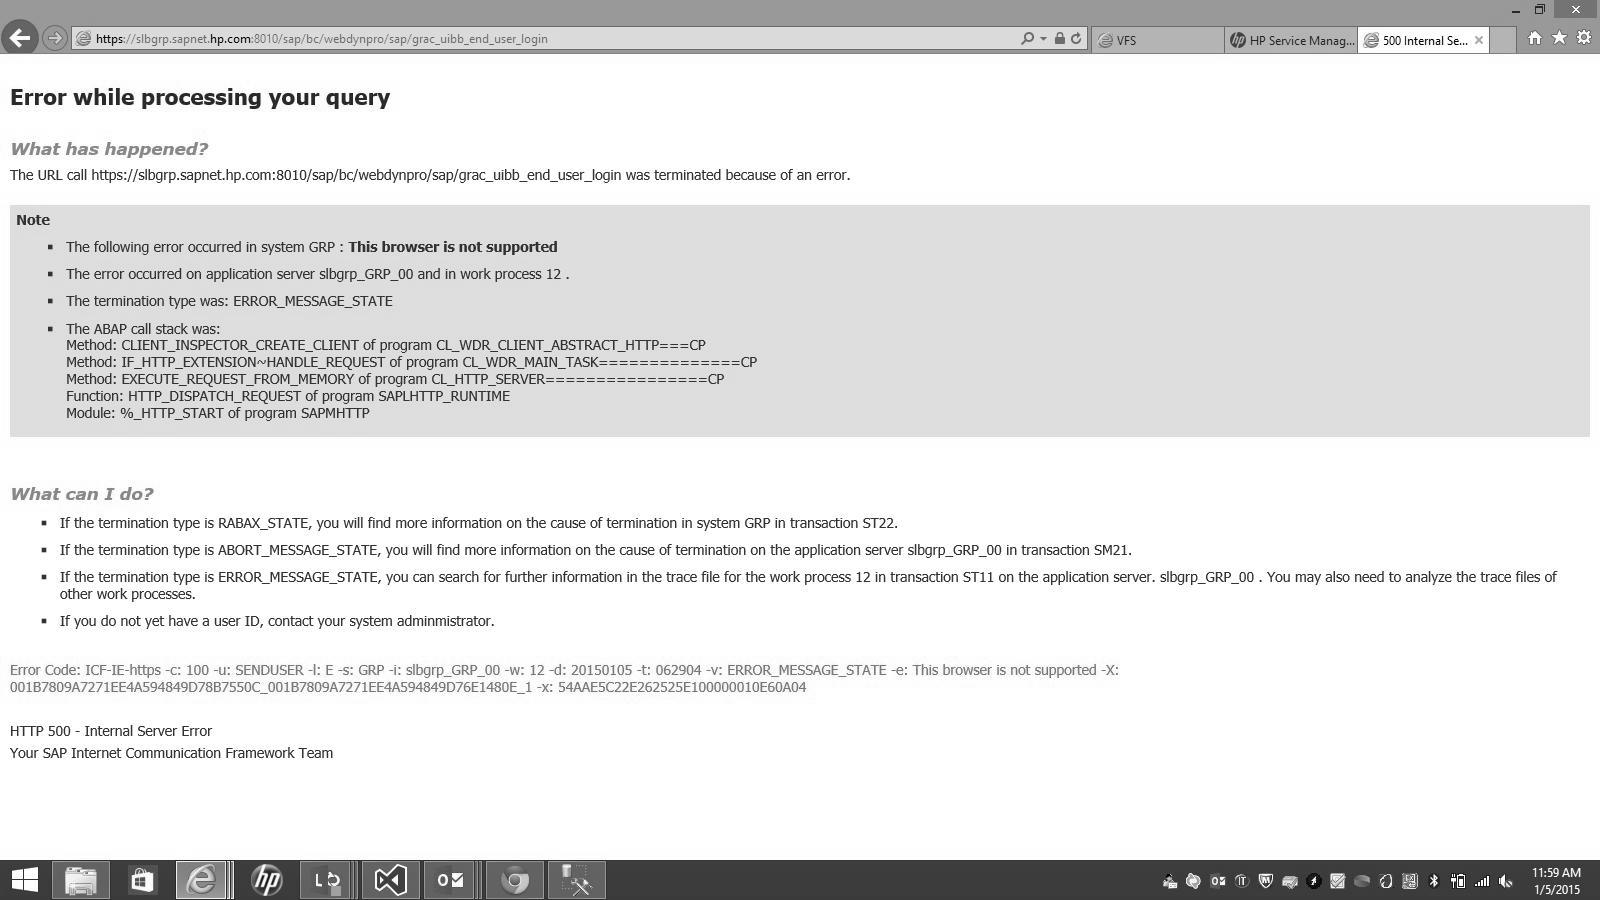 https://slbgrp.sapnet.hp.com:8010/sap/bc/webdynpro/sap/grac_uibb_end_user_login
VFS
HP Service Manag...
500 Internal Se...
Error while processing your query
What has happened?
The URL call https://slbgrp.sapnet.hp.com:8010/sap/bc/webdynpro/sap/grac_uibb_end_user_login was terminated because of an error.
Note
The following error occurred in system GRP : This browser is not supported
The error occurred on application server slbgrp_GRP_00 and in work process 12 .
The termination type was: ERROR_MESSAGE_STATE
The ABAP call stack was:
Method: CLIENT_INSPECTOR_CREATE_CLIENT of program CL_WDR_CLIENT_ABSTRACT_HTTP===CP
Method: IF_HTTP_EXTENSION~HANDLE_REQUEST of program CL_WDR_MAIN_TASK==============CP
Method: EXECUTE_REQUEST_FROM_MEMORY of program CL_HTTP_SERVER================CP
Function: HTTP_DISPATCH_REQUEST of program SAPLHTTP_RUNTIME
Module: %_HTTP_START of program SAPMHTTP
What can I do?
If the termination type is RABAX_STATE, you will find more information on the cause of termination in system GRP in transaction ST22.
If the termination type is ABORT_MESSAGE_STATE, you will find more information on the cause of termination on the application server slbgrp_GRP_00 in transaction SM21.
If the termination type is ERROR_MESSAGE_STATE, you can search for further information in the trace file for the work process 12 in transaction ST11 on the application server. slbgrp_GRP_00 . You may also need to analyze the trace files of
other work processes.
If you do not yet have a user ID, contact your system adminmistrator.
Error Code: ICF-IE-https -c: 100 -u: SENDUSER -l: E -s: GRP -i: slbgrp_GRP_00 -w: 12 -d: 20150105 -t: 062904 -v: ERROR_MESSAGE_STATE -e: This browser is not supported -X:
001B7809A7271EE4A594849D78B7550C_001B7809A7271EE4A594849D76E1480E_1 -x: 54AAE5C22E262525E100000010E60A04
HTTP 500 - Internal Server Error
Your SAP Internet Communication Framework Team
hp
11:59 AM
1/5/2015